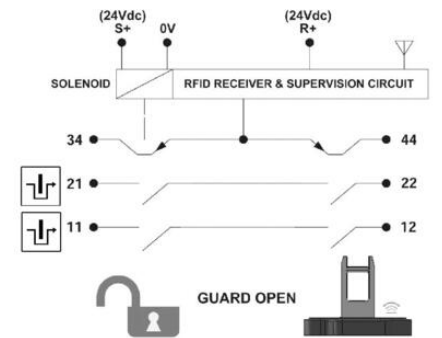 (24Vdc) (24Vdc)
S+ 0V R+
SOLENOID RFID RECEIVER & SUPERVISION CIRCUIT
34 44
21 22
11 12
GUARD OPEN